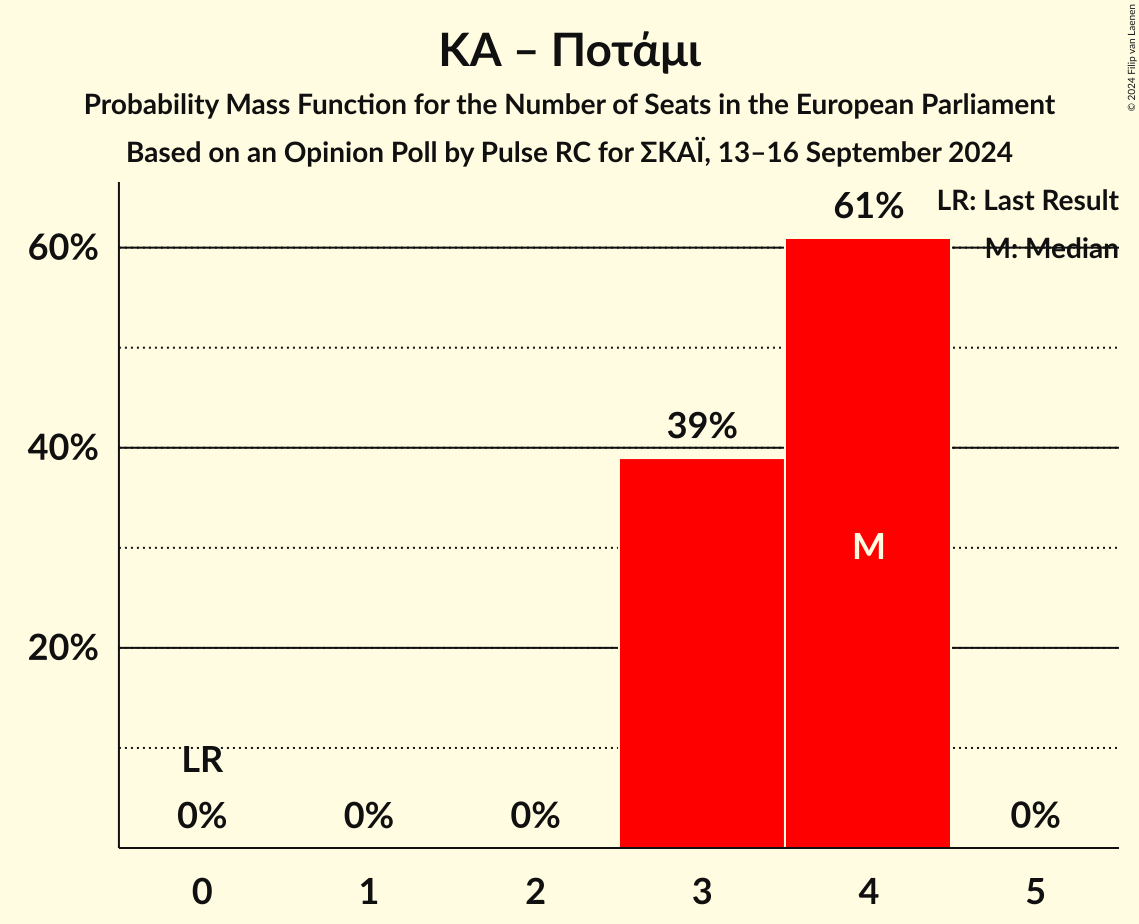 ΚΑ – Ποτάμι
Probability Mass Function for the Number of Seats in the European Parliament
Based on an Opinion Poll by Pulse RC for ΣΚΑΪ, 13–16 September 2024
© 2024 Filip van Laenen
LR: Last Result
M: Median
61%
60%
39%
40%
M
20%
LR
0%
0%
0%
0%
0
1
2
3
4
5